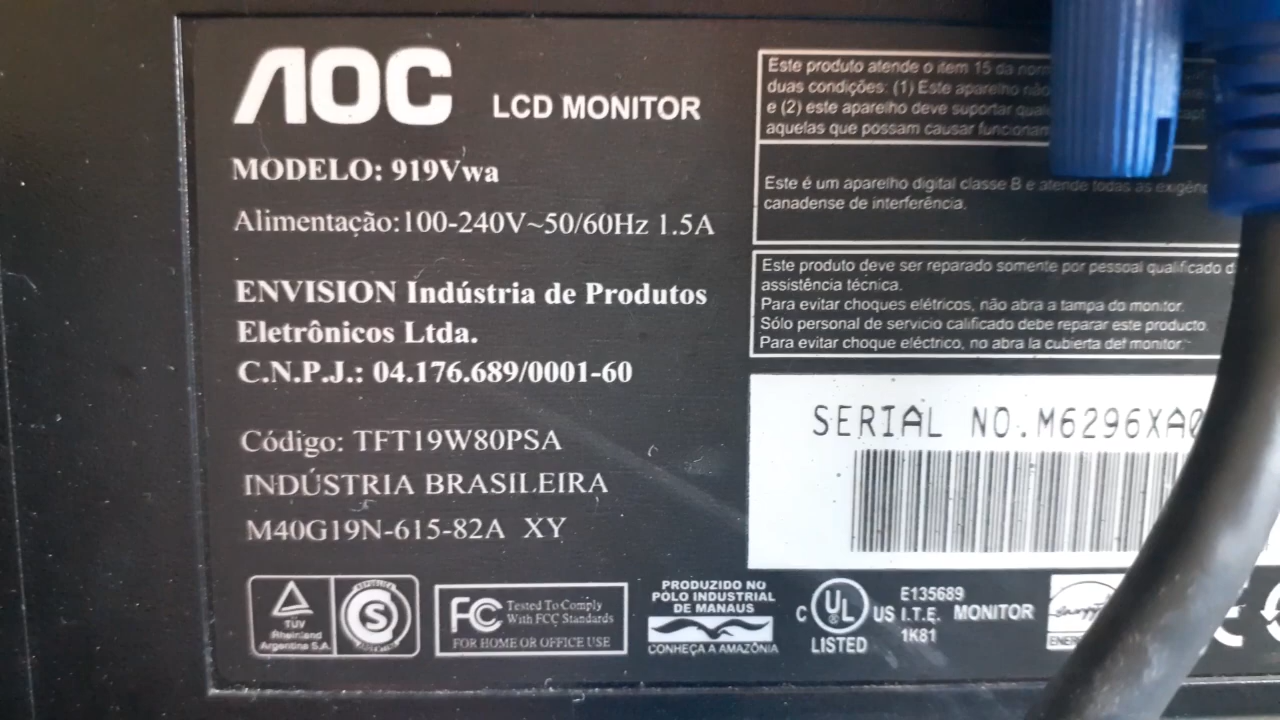 AOC LCD MONITOR
MODELO: 919Vwa
Alimentação:100-240V~50/60Hz 1.5A
ENVISION Indústria de Produtos
Eletrônicos Ltda.
C.N.P.J.: 04.176.689/0001-60
Código: TFT19W80PSA
INDÚSTRIA BRASILEIRA
M40G19N-615-82A XY
Este produto atende o item 15 da
duas condições: (1) Este aparelho não
e (2) este aparelho deve suportar
aquelas que possam causar
Este é um aparelho digital classe B e atende todas as
canadense de interferência.
Este produto deve ser reparado somente por pessoal qualificado
assistência técnica.
Para evitar choques elétricos, não abra a tampa do monitor.
Sólo personal de servicio calificado debe reparar este producto.
Para evitar choque eléctrico, no abra la cubierta del monitor.
SERIAL NO.M6296XA0
TÜV
Rheinland
Argentina S.A.
S
FC Tested To Comply
With FCC Standards
FOR HOME OR OFFICE USE
PRODUZIDO NO
PÓLO INDUSTRIAL
DE MANAUS
CONHEÇA A AMAZÔNIA
C UL US
LISTED
E135689
I.T.E. MONITOR
1K81
energy